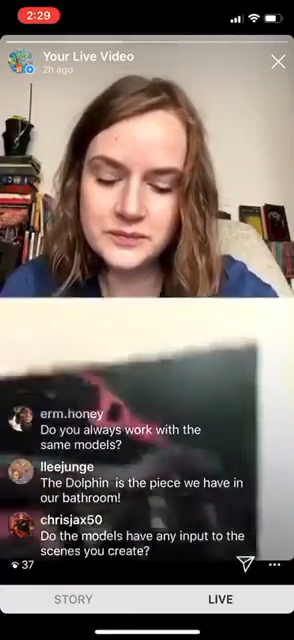 2:29
Your Live Video
2h ago
erm.honey
Do you always work with the
same models?
lleejunge
The Dolphin is the piece we have in
our bathroom!
chrisjax50
Do the models have any input to the
scenes you create?
37
STORY LIVE